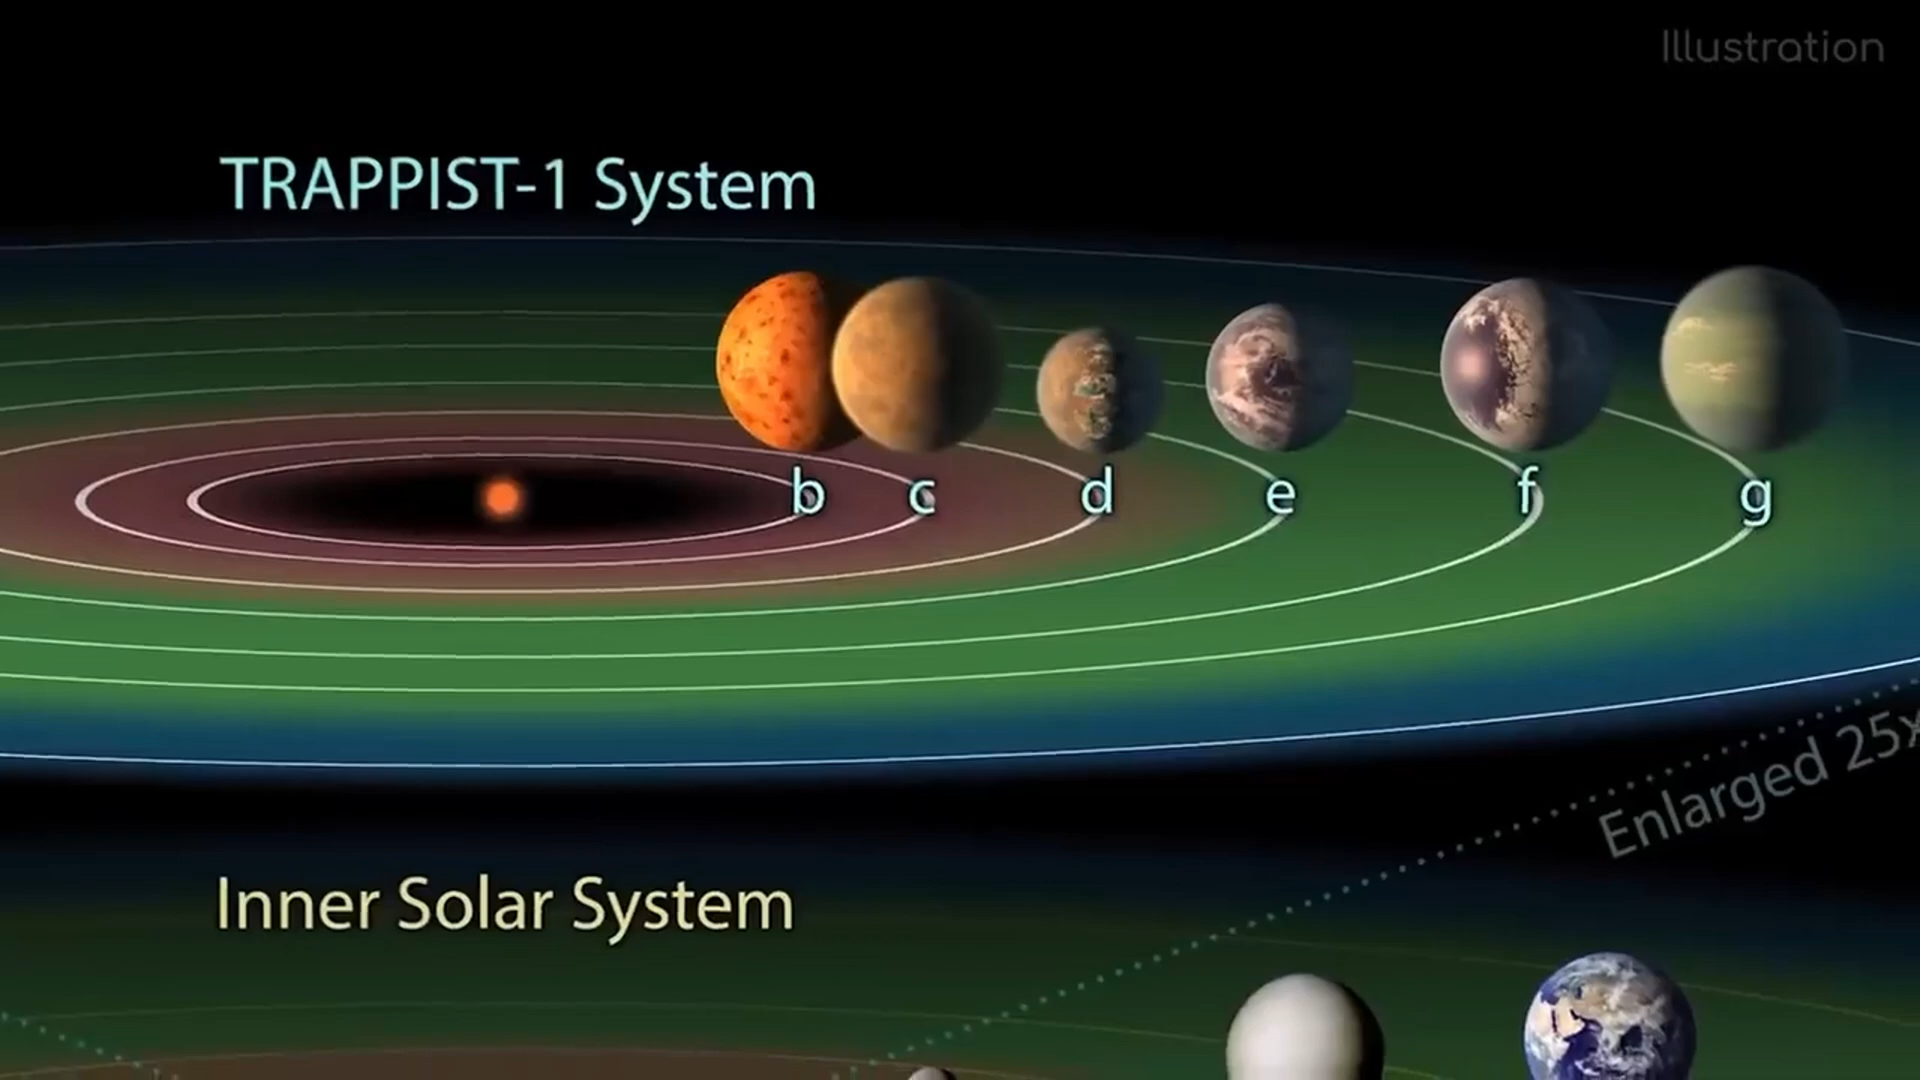 Illustration
TRAPPIST-1 System
b c d e f g
Enlarged 25x
Inner Solar System